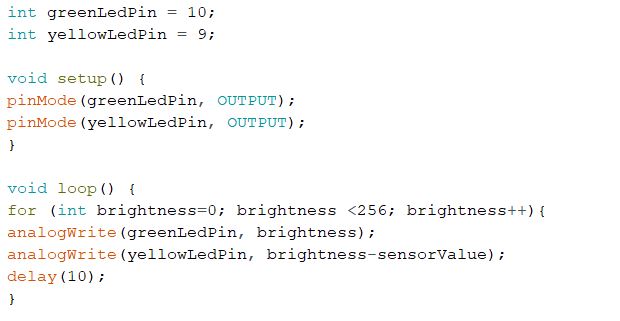 int greenLedPin = 10;
int yellowLedPin = 9;

void setup() {
pinMode(greenLedPin, OUTPUT);
pinMode(yellowLedPin, OUTPUT);
}

void loop() {
for (int brightness=0; brightness <256; brightness++){
analogWrite(greenLedPin, brightness);
analogWrite(yellowLedPin, brightness-sensorValue);
delay(10);
}